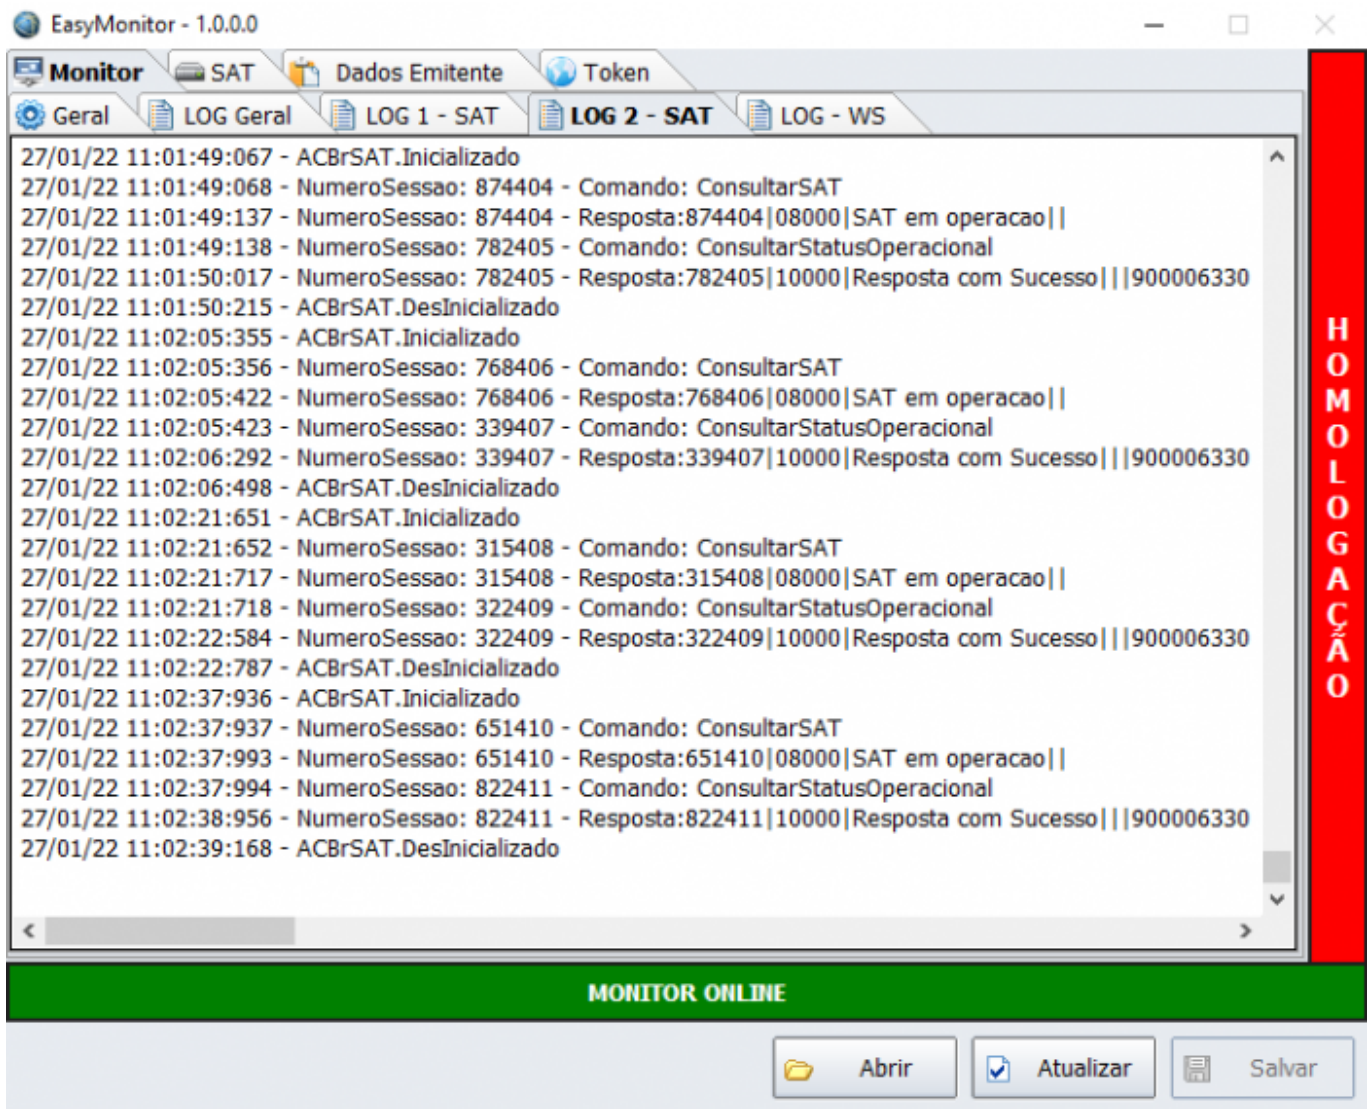 EasyMonitor - 1.0.0.0
Monitor SAT Dados Emitente Token
Geral LOG Geral LOG 1 - SAT LOG 2 - SAT LOG - WS
27/01/22 11:01:49:067 - ACBrSAT.Inicializado
27/01/22 11:01:49:068 - NumeroSessao: 874404 - Comando: ConsultarSAT
27/01/22 11:01:49:137 - NumeroSessao: 874404 - Resposta:874404|08000|SAT em operacao||
27/01/22 11:01:49:138 - NumeroSessao: 782405 - Comando: ConsultarStatusOperacional
27/01/22 11:01:50:017 - NumeroSessao: 782405 - Resposta:782405|10000|Resposta com Sucesso|||900006330
27/01/22 11:01:50:215 - ACBrSAT.DesInicializado
27/01/22 11:02:05:355 - ACBrSAT.Inicializado
27/01/22 11:02:05:356 - NumeroSessao: 768406 - Comando: ConsultarSAT
27/01/22 11:02:05:422 - NumeroSessao: 768406 - Resposta:768406|08000|SAT em operacao||
27/01/22 11:02:05:423 - NumeroSessao: 339407 - Comando: ConsultarStatusOperacional
27/01/22 11:02:06:292 - NumeroSessao: 339407 - Resposta:339407|10000|Resposta com Sucesso|||900006330
27/01/22 11:02:06:498 - ACBrSAT.DesInicializado
27/01/22 11:02:21:651 - ACBrSAT.Inicializado
27/01/22 11:02:21:652 - NumeroSessao: 315408 - Comando: ConsultarSAT
27/01/22 11:02:21:717 - NumeroSessao: 315408 - Resposta:315408|08000|SAT em operacao||
27/01/22 11:02:21:718 - NumeroSessao: 322409 - Comando: ConsultarStatusOperacional
27/01/22 11:02:22:584 - NumeroSessao: 322409 - Resposta:322409|10000|Resposta com Sucesso|||900006330
27/01/22 11:02:22:787 - ACBrSAT.DesInicializado
27/01/22 11:02:37:936 - ACBrSAT.Inicializado
27/01/22 11:02:37:937 - NumeroSessao: 651410 - Comando: ConsultarSAT
27/01/22 11:02:37:993 - NumeroSessao: 651410 - Resposta:651410|08000|SAT em operacao||
27/01/22 11:02:37:994 - NumeroSessao: 822411 - Comando: ConsultarStatusOperacional
27/01/22 11:02:38:956 - NumeroSessao: 822411 - Resposta:822411|10000|Resposta com Sucesso|||900006330
27/01/22 11:02:39:168 - ACBrSAT.DesInicializado
HOMOLOGAÇÃO
MONITOR ONLINE
Abrir Atualizar Salvar